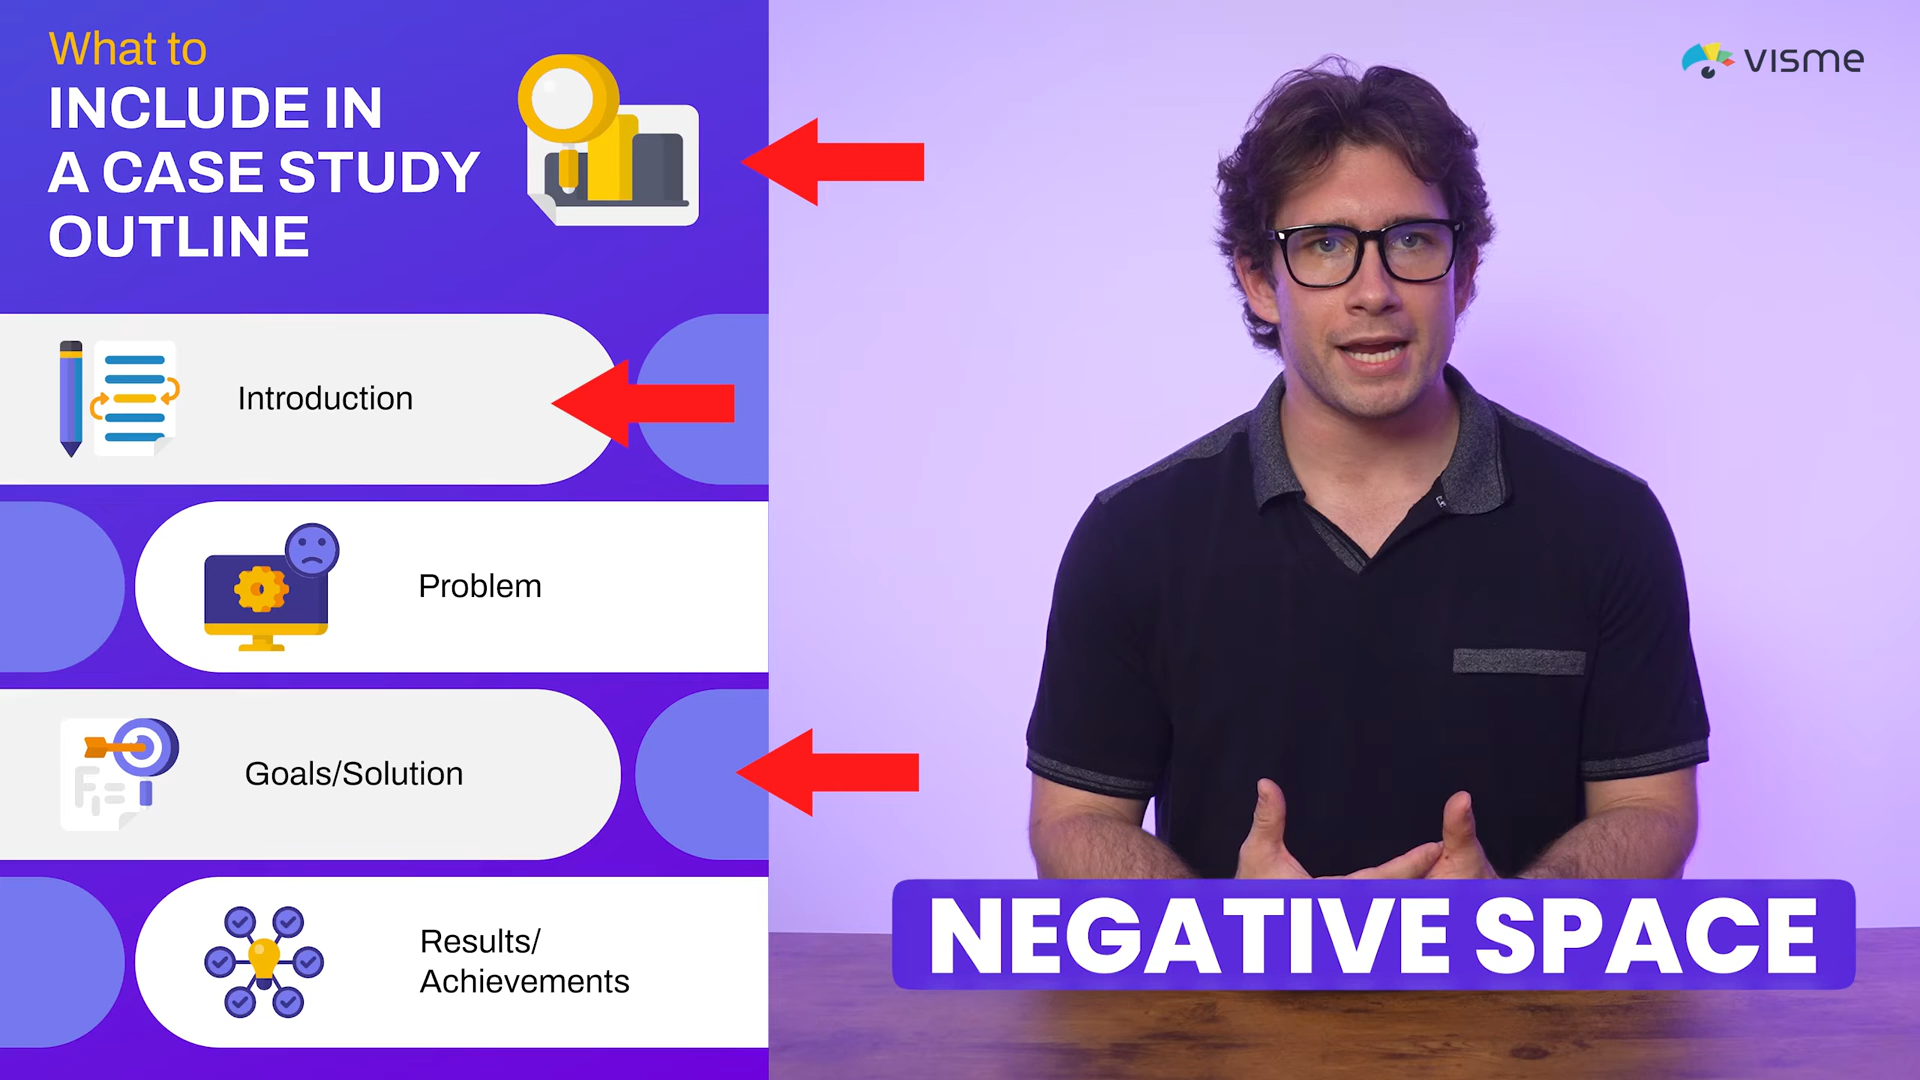 What to
INCLUDE IN
A CASE STUDY
OUTLINE
Introduction
Problem
Goals/Solution
Results/
Achievements
VISME
NEGATIVE SPACE